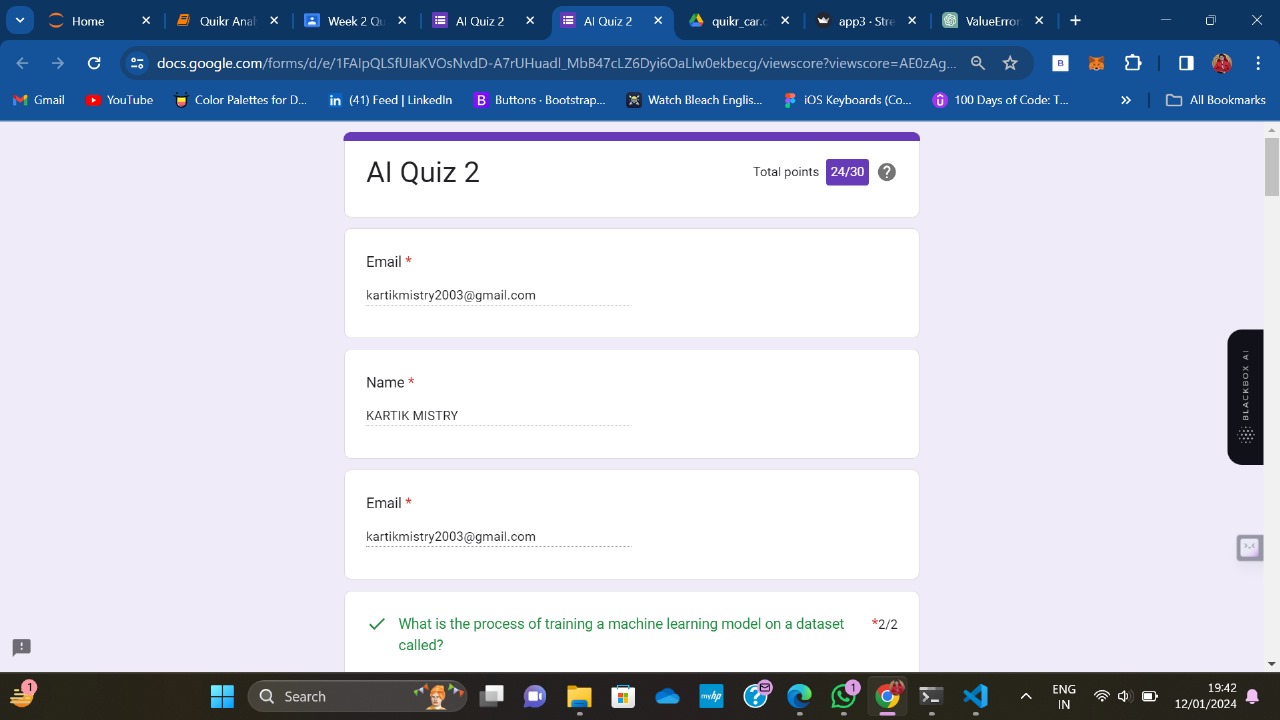 Home
Quikr Anal
Week 2 Qu
AI Quiz 2
AI Quiz 2
quikr_car.c
app3 · Stre
ValueError:
docs.google.com/forms/d/e/1FAIpQLSfUIaKVOsNvdD-A7rUHuadl_MbB47cLZ6Dyi6OaLlw0ekbecg/viewscore?viewscore=AE0zAg...
Gmail
YouTube
Color Palettes for D...
(41) Feed | LinkedIn
Buttons · Bootstrap...
Watch Bleach Englis...
iOS Keyboards (Co...
100 Days of Code: T...
All Bookmarks
AI Quiz 2
Total points 24/30
Email *
kartikmistry2003@gmail.com
Name *
KARTIK MISTRY
Email *
kartikmistry2003@gmail.com
What is the process of training a machine learning model on a dataset *2/2
called?
BLACKBOX AI
1
Search
myhp
1
ENG
IN
19:42
12/01/2024